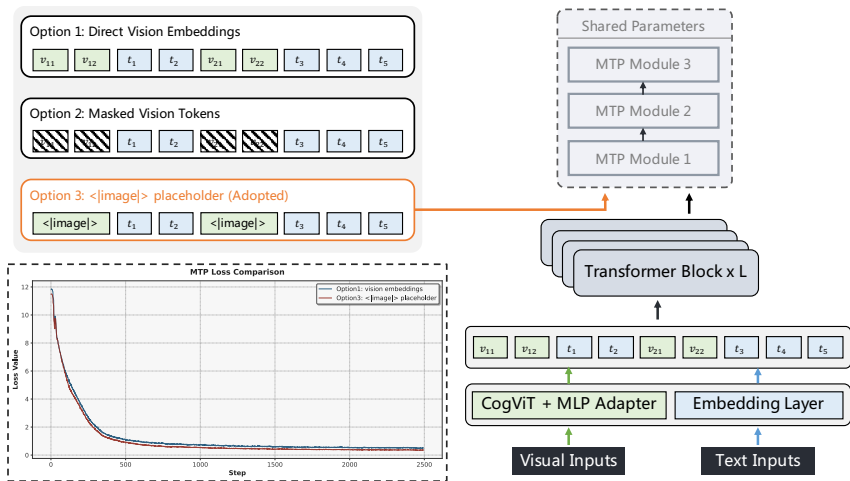 Option 1: Direct Vision Embeddings
v₁₁ v₁₂ t₁ t₂ v₂₁ v₂₂ t₃ t₄ t₅
Option 2: Masked Vision Tokens
t₁ t₂ t₃ t₄ t₅
Option 3: <|image|> placeholder (Adopted)
<|image|> t₁ t₂ <|image|> t₃ t₄ t₅
MTP Loss Comparison
Option1: vision embeddings
Option3: <|image|> placeholder
Loss Value
12
10
8
6
4
2
0
0 500 1000 1500 2000 2500
Step
Shared Parameters
MTP Module 3
MTP Module 2
MTP Module 1
Transformer Block x L
v₁₁ v₁₂ t₁ t₂ v₂₁ v₂₂ t₃ t₄ t₅
CogViT + MLP Adapter
Embedding Layer
Visual Inputs
Text Inputs